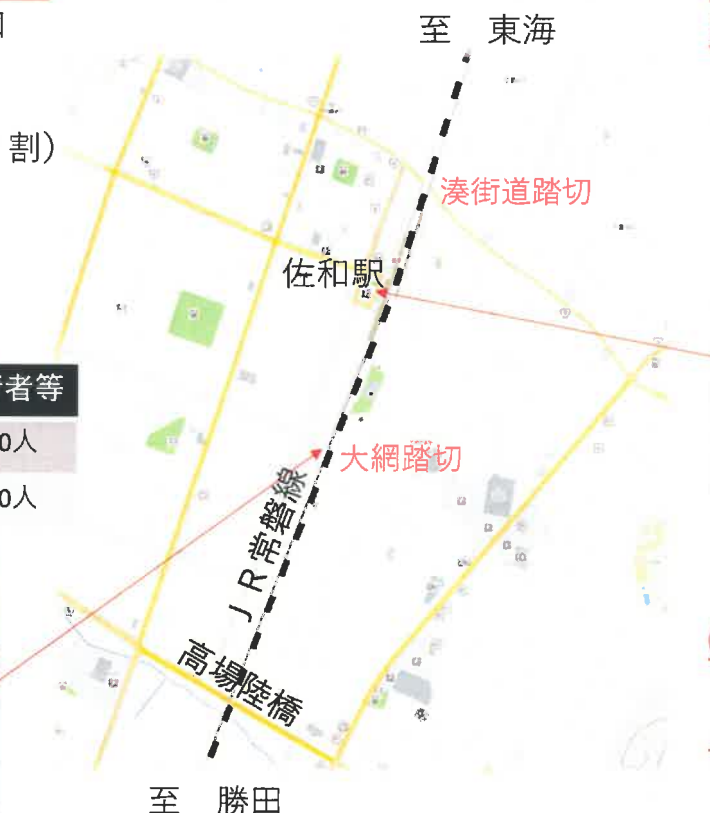 至 東海
割）
湊街道踏切
佐和駅
者等
0人
大網踏切
0人
ＪＲ常磐線
高場陸橋
至 勝田